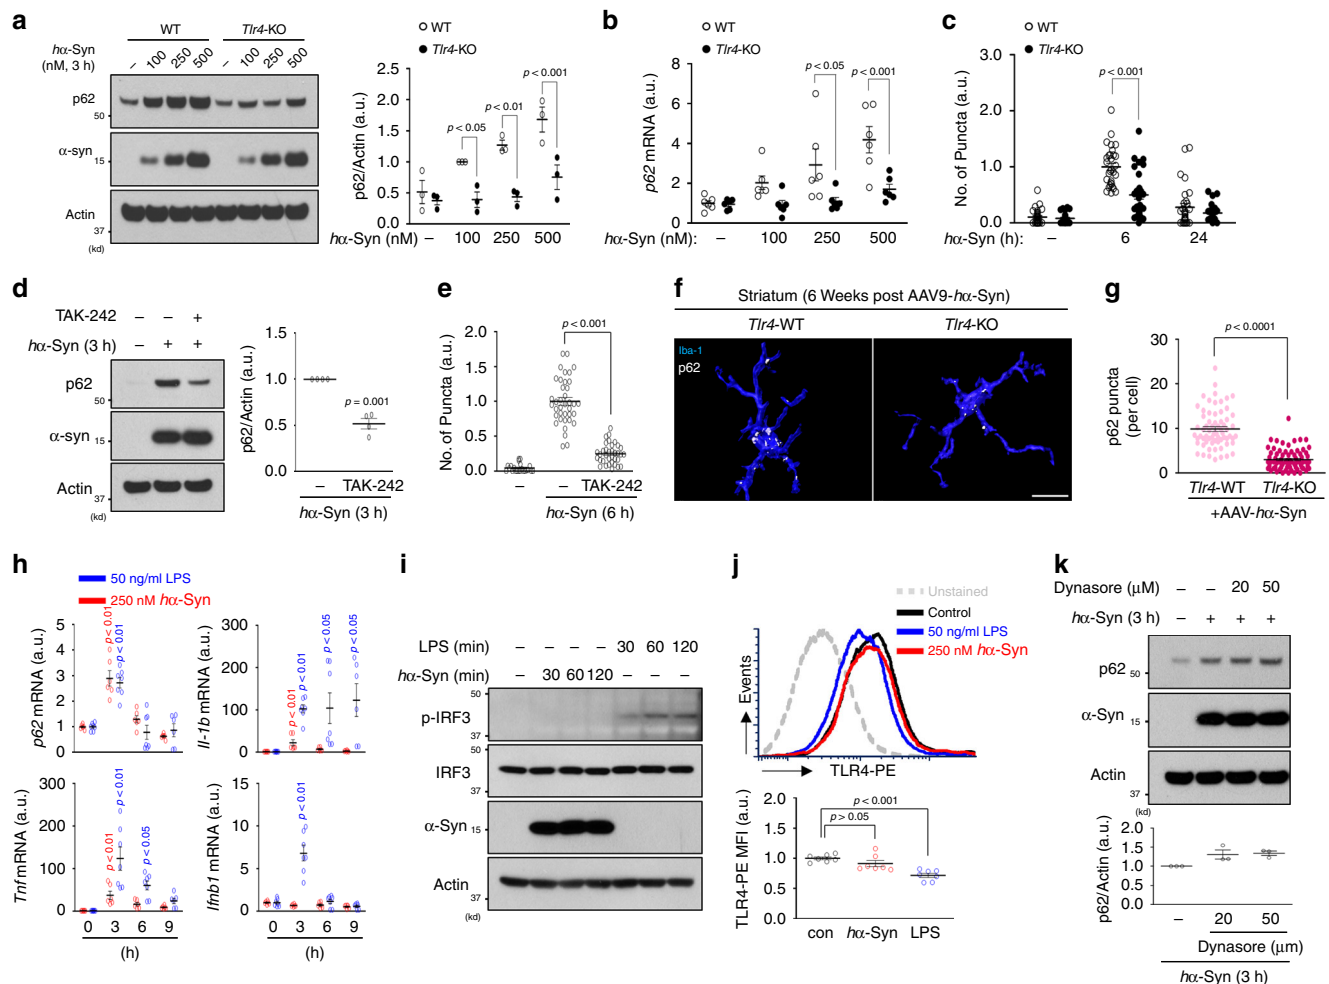 a
WT
Tlr4-KO
hα-Syn
(nM, 3 h)
– 100 250 500 – 100 250 500
p62
50
α-syn
15
Actin
37
(kd)
WT
Tlr4-KO
p62/Actin (a.u.)
2.5
2.0
1.5
1.0
0.5
0.0
p < 0.05
p < 0.01
p < 0.001
hα-Syn (nM) – 100 250 500
b
WT
Tlr4-KO
p62 mRNA (a.u.)
8
6
4
2
0
p < 0.05
p < 0.001
hα-Syn (nM): – 100 250 500
c
WT
Tlr4-KO
No. of Puncta (a.u.)
3.0
2.0
1.0
0.0
p < 0.001
hα-Syn (h): – 6 24
d
TAK-242 – – +
hα-Syn (3 h) – + +
p62
50
α-syn
15
Actin
37
(kd)
p62/Actin (a.u.)
1.5
1.0
0.5
0.0
p = 0.001
– TAK-242
hα-Syn (3 h)
e
No. of Puncta (a.u.)
2.0
1.5
1.0
0.5
0.0
p < 0.001
– – TAK-242
hα-Syn (6 h)
f
Striatum (6 Weeks post AAV9-hα-Syn)
Tlr4-WT
Tlr4-KO
Iba-1
p62
g
p62 puncta
(per cell)
30
20
10
0
p < 0.0001
Tlr4-WT Tlr4-KO
+AAV-hα-Syn
h
50 ng/ml LPS
250 nM hα-Syn
p62 mRNA (a.u.)
5
4
3
2
1
0
p < 0.01
p < 0.01
Il-1b mRNA (a.u.)
300
200
100
0
p < 0.01
p < 0.01
p < 0.05
p < 0.05
Tnf mRNA (a.u.)
300
200
100
0
p < 0.01
p < 0.01
p < 0.05
0 3 6 9
(h)
Ifnb1 mRNA (a.u.)
15
10
5
0
p < 0.01
0 3 6 9
(h)
i
LPS (min) – – – – 30 60 120
hα-Syn (min) – 30 60 120 – – –
50
p-IRF3
37
50
IRF3
37
α-Syn
15
Actin
37
(kd)
j
Unstained
Control
50 ng/ml LPS
250 nM hα-Syn
Events
TLR4-PE
TLR4-PE MFI (a.u.)
2.0
1.5
1.0
0.5
0.0
p < 0.001
p > 0.05
con hα-Syn LPS
k
Dynasore (μM) – – 20 50
hα-Syn (3 h) – + + +
p62
50
α-Syn
15
Actin
37
(kd)
p62/Actin (a.u.)
2.0
1.5
1.0
0.5
0.0
– 20 50
Dynasore (μm)
hα-Syn (3 h)